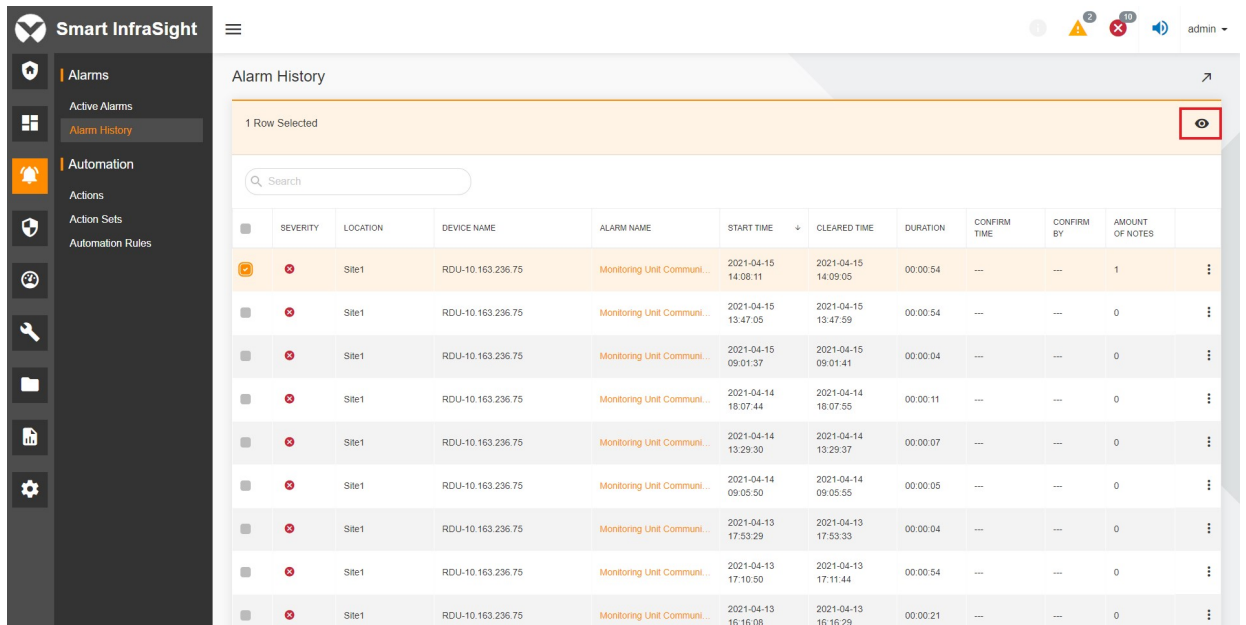 Smart InfraSight
2
10
admin
Alarms
Active Alarms
Alarm History
Automation
Actions
Action Sets
Automation Rules
Alarm History
1 Row Selected
Search
SEVERITY LOCATION DEVICE NAME ALARM NAME START TIME CLEARED TIME DURATION CONFIRM TIME CONFIRM BY AMOUNT OF NOTES
Site1 RDU-10.163.236.75 Monitoring Unit Communi... 2021-04-15 14:08:11 2021-04-15 14:09:05 00:00:54 --- --- 1
Site1 RDU-10.163.236.75 Monitoring Unit Communi... 2021-04-15 13:47:05 2021-04-15 13:47:59 00:00:54 --- --- 0
Site1 RDU-10.163.236.75 Monitoring Unit Communi... 2021-04-15 09:01:37 2021-04-15 09:01:41 00:00:04 --- --- 0
Site1 RDU-10.163.236.75 Monitoring Unit Communi... 2021-04-14 18:07:44 2021-04-14 18:07:55 00:00:11 --- --- 0
Site1 RDU-10.163.236.75 Monitoring Unit Communi... 2021-04-14 13:29:30 2021-04-14 13:29:37 00:00:07 --- --- 0
Site1 RDU-10.163.236.75 Monitoring Unit Communi... 2021-04-14 09:05:50 2021-04-14 09:05:55 00:00:05 --- --- 0
Site1 RDU-10.163.236.75 Monitoring Unit Communi... 2021-04-13 17:53:29 2021-04-13 17:53:33 00:00:04 --- --- 0
Site1 RDU-10.163.236.75 Monitoring Unit Communi... 2021-04-13 17:10:50 2021-04-13 17:11:44 00:00:54 --- --- 0
Site1 RDU-10.163.236.75 Monitoring Unit Communi... 2021-04-13 16:16:08 2021-04-13 16:16:29 00:00:21 --- --- 0